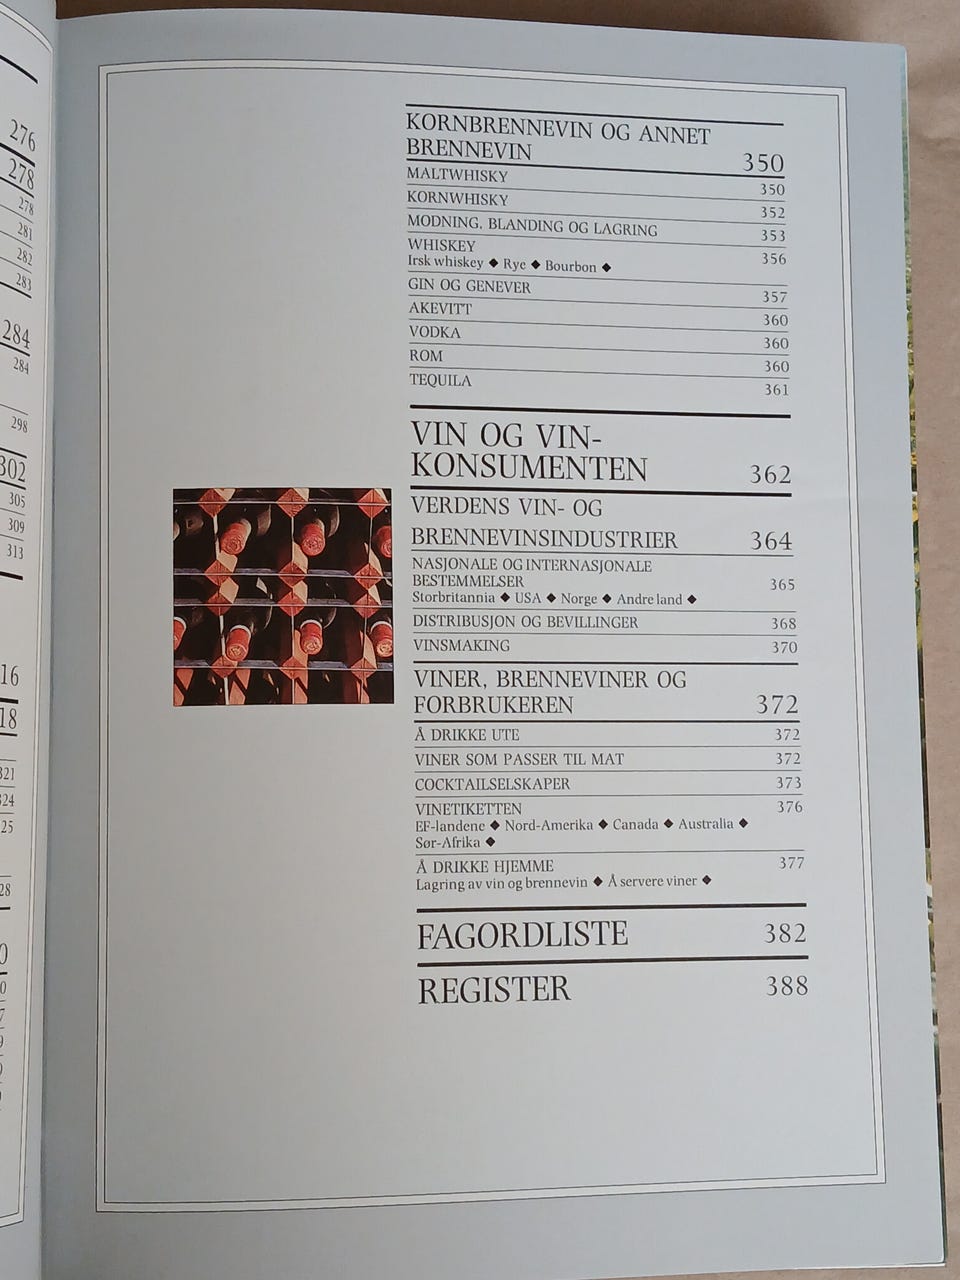 276
278
278
281
282
283
284
284
298
302
305
309
313
16
18
321
324
25
28
0
0
7
9
KORNBRENNEVIN OG ANNET
BRENNEVIN 350
MALTWHISKY 350
KORNWHISKY 352
MODNING, BLANDING OG LAGRING 353
WHISKEY 356
Irsk whiskey ◆ Rye ◆ Bourbon ◆
GIN OG GENEVER 357
AKEVITT 360
VODKA 360
ROM 360
TEQUILA 361
VIN OG VIN-
KONSUMENTEN 362
VERDENS VIN- OG
BRENNEVINSINDUSTRIER 364
NASJONALE OG INTERNASJONALE
BESTEMMELSER 365
Storbritannia ◆ USA ◆ Norge ◆ Andre land ◆
DISTRIBUSJON OG BEVILLINGER 368
VINSMAKING 370
VINER, BRENNEVINER OG
FORBRUKEREN 372
Å DRIKKE UTE 372
VINER SOM PASSER TIL MAT 372
COCKTAILSELSKAPER 373
VINETIKETTEN 376
EF-landene ◆ Nord-Amerika ◆ Canada ◆ Australia ◆
Sør-Afrika ◆
Å DRIKKE HJEMME 377
Lagring av vin og brennevin ◆ Å servere viner ◆
FAGORDLISTE 382
REGISTER 388